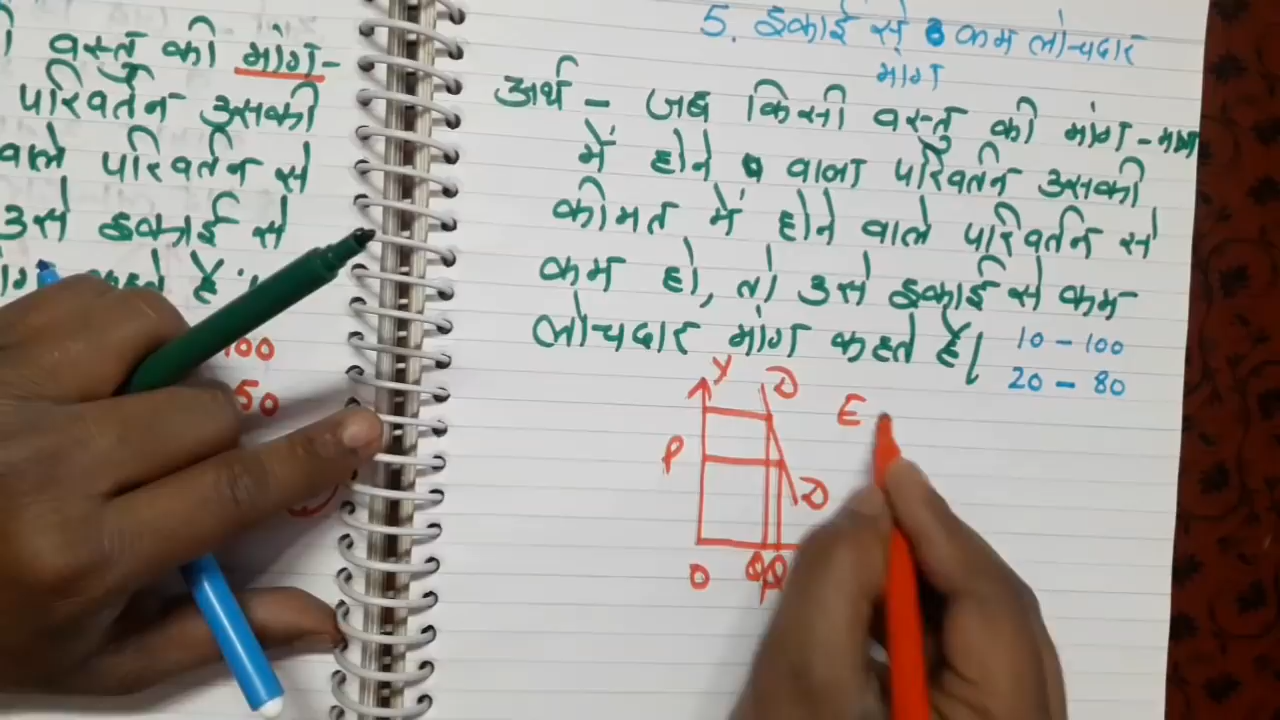 वस्तु की मांग-
परिवर्तन उसकी
वाले परिवर्तन से
उसे इकाई से
कहते हैं
100
50
5. इकाई से कम लोचदार
मांग
अर्थ - जब किसी वस्तु की मांग-मात्रा
में होने वाला परिवर्तन उसकी
कीमत में होने वाले परिवर्तन से
कम हो, तो उसे इकाई से कम
लोचदार मांग कहते हैं|
10 - 100
20 - 80
Y
D
E
P
D
O
Q Q